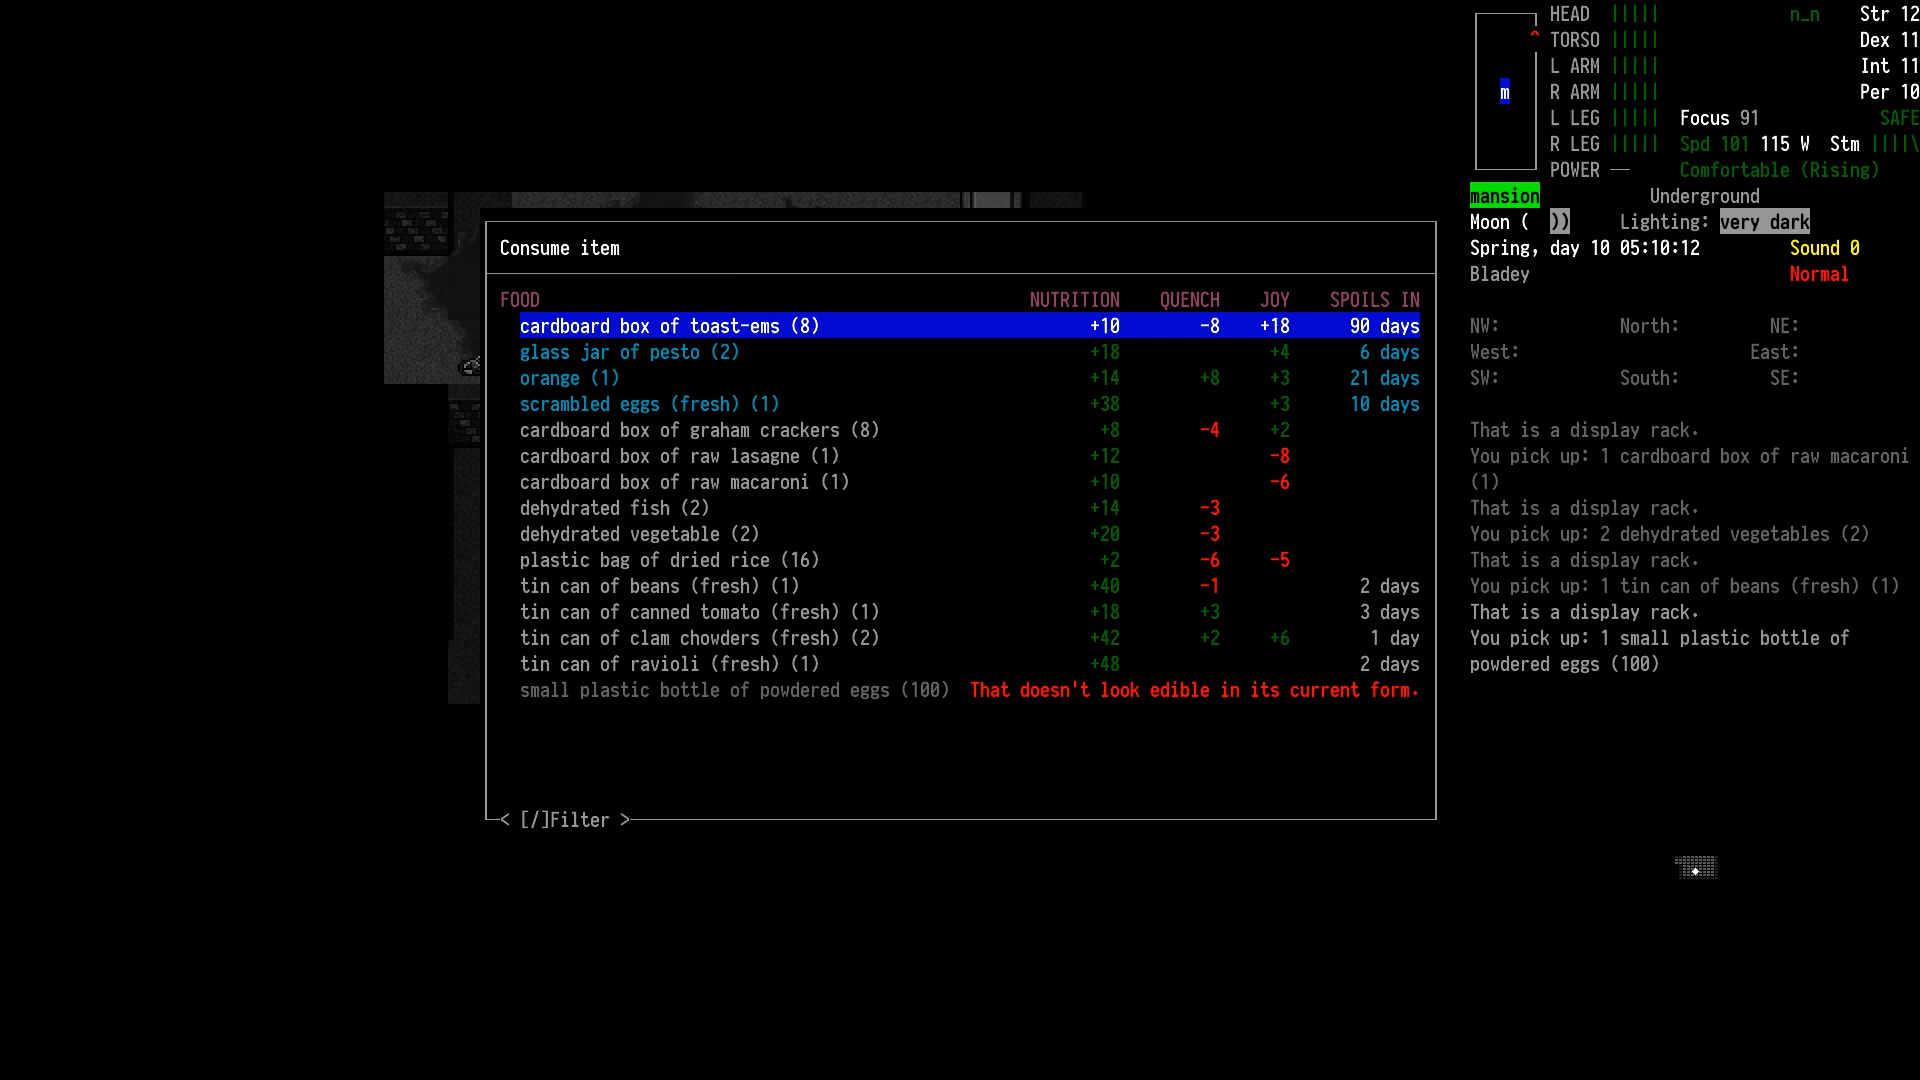 Consume item
FOOD NUTRITION QUENCH JOY SPOILS IN
cardboard box of toast-ems (8) +10 -8 +18 90 days
glass jar of pesto (2) +18 +4 6 days
orange (1) +14 +8 +3 21 days
scrambled eggs (fresh) (1) +38 +3 10 days
cardboard box of graham crackers (8) +8 -4 +2
cardboard box of raw lasagne (1) +12 -8
cardboard box of raw macaroni (1) +10 -6
dehydrated fish (2) +14 -3
dehydrated vegetable (2) +20 -3
plastic bag of dried rice (16) +2 -6 -5
tin can of beans (fresh) (1) +40 -1 2 days
tin can of canned tomato (fresh) (1) +18 +3 3 days
tin can of clam chowders (fresh) (2) +42 +2 +6 1 day
tin can of ravioli (fresh) (1) +48 2 days
small plastic bottle of powdered eggs (100) That doesn't look edible in its current form.
< [/]Filter >
m
^
HEAD ||||| n_n Str 12
TORSO ||||| Dex 11
L ARM ||||| Int 11
R ARM ||||| Per 10
L LEG ||||| Focus 91 SAFE
R LEG ||||| Spd 101 115 W Stm ||||\
POWER — Comfortable (Rising)
mansion Underground
Moon ( )) Lighting: very dark
Spring, day 10 05:10:12 Sound 0
Bladey Normal
NW: North: NE:
West: East:
SW: South: SE:
That is a display rack.
You pick up: 1 cardboard box of raw macaroni
(1)
That is a display rack.
You pick up: 2 dehydrated vegetables (2)
That is a display rack.
You pick up: 1 tin can of beans (fresh) (1)
That is a display rack.
You pick up: 1 small plastic bottle of
powdered eggs (100)